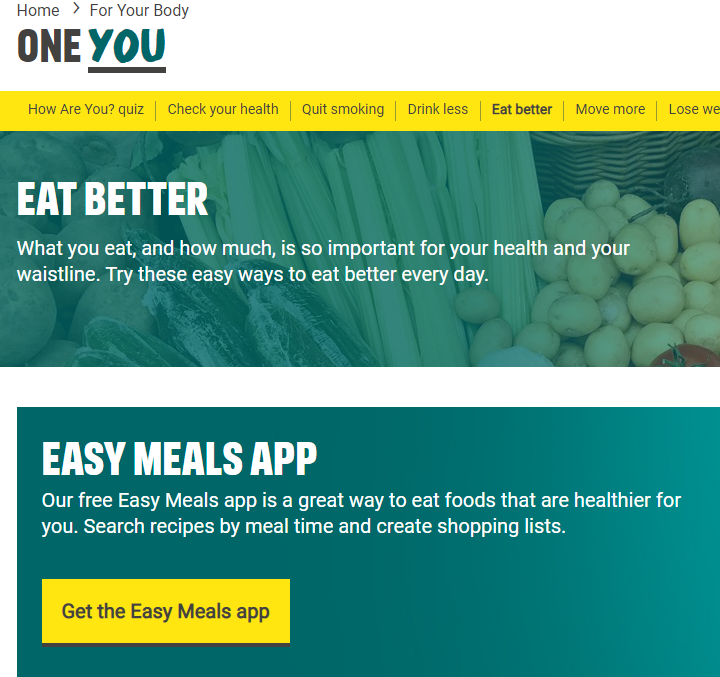 Home > For Your Body
ONE YOU
How Are You? quiz | Check your health | Quit smoking | Drink less | Eat better | Move more | Lose we
EAT BETTER
What you eat, and how much, is so important for your health and your
waistline. Try these easy ways to eat better every day.
EASY MEALS APP
Our free Easy Meals app is a great way to eat foods that are healthier for
you. Search recipes by meal time and create shopping lists.
Get the Easy Meals app